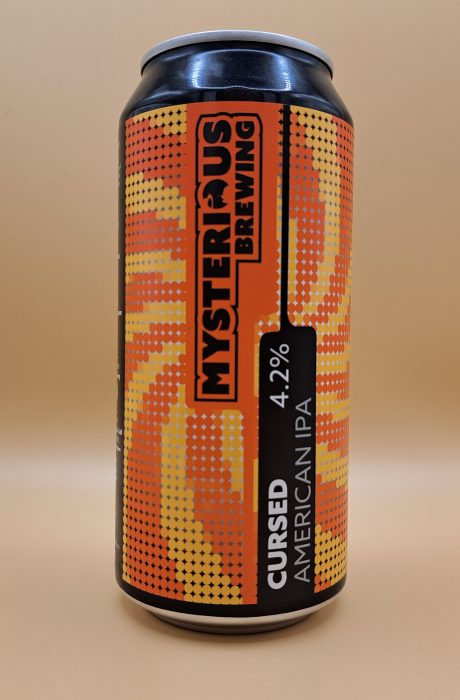 MYSTERIOUS
BREWING
CURSED 4.2%
AMERICAN IPA